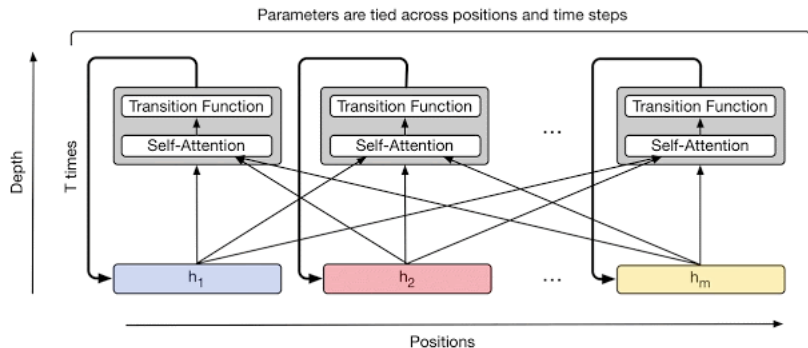 Parameters are tied across positions and time steps
Depth
T times
Transition Function
Self-Attention
Transition Function
Self-Attention
...
Transition Function
Self-Attention
h1
h2
...
hm
Positions